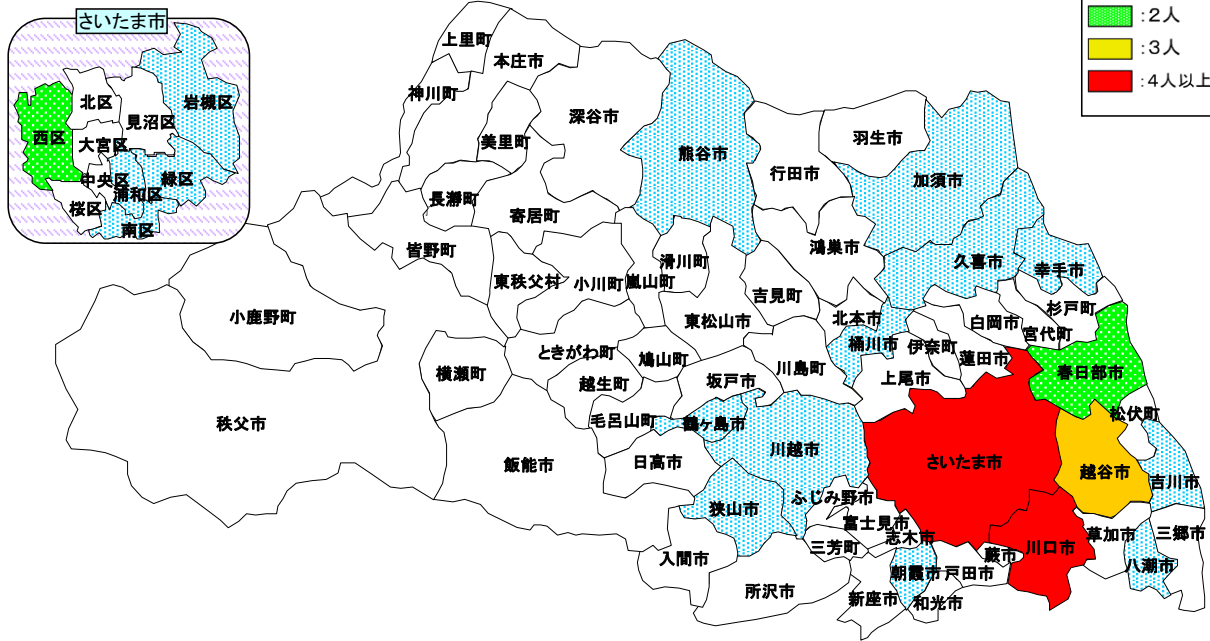 さいたま市
北区
岩槻区
見沼区
西区
大宮区
中央区
緑区
浦和区
桜区
南区
:2人
:3人
:4人以上
上里町
本庄市
神川町
深谷市
美里町
熊谷市
羽生市
行田市
加須市
長瀞町
寄居町
皆野町
鴻巣市
滑川町
久喜市
幸手市
東秩父村
小川町
嵐山町
吉見町
杉戸町
小鹿野町
東松山市
北本市
白岡市
宮代町
桶川市
伊奈町
ときがわ町
鳩山町
川島町
蓮田市
横瀬町
越生町
坂戸市
上尾市
春日部市
秩父市
毛呂山町
鶴ヶ島市
松伏町
飯能市
日高市
川越市
さいたま市
越谷市
吉川市
ふじみ野市
狭山市
富士見市
志木市
三芳町
川口市
草加市
三郷市
入間市
蕨市
八潮市
朝霞市
戸田市
所沢市
新座市
和光市